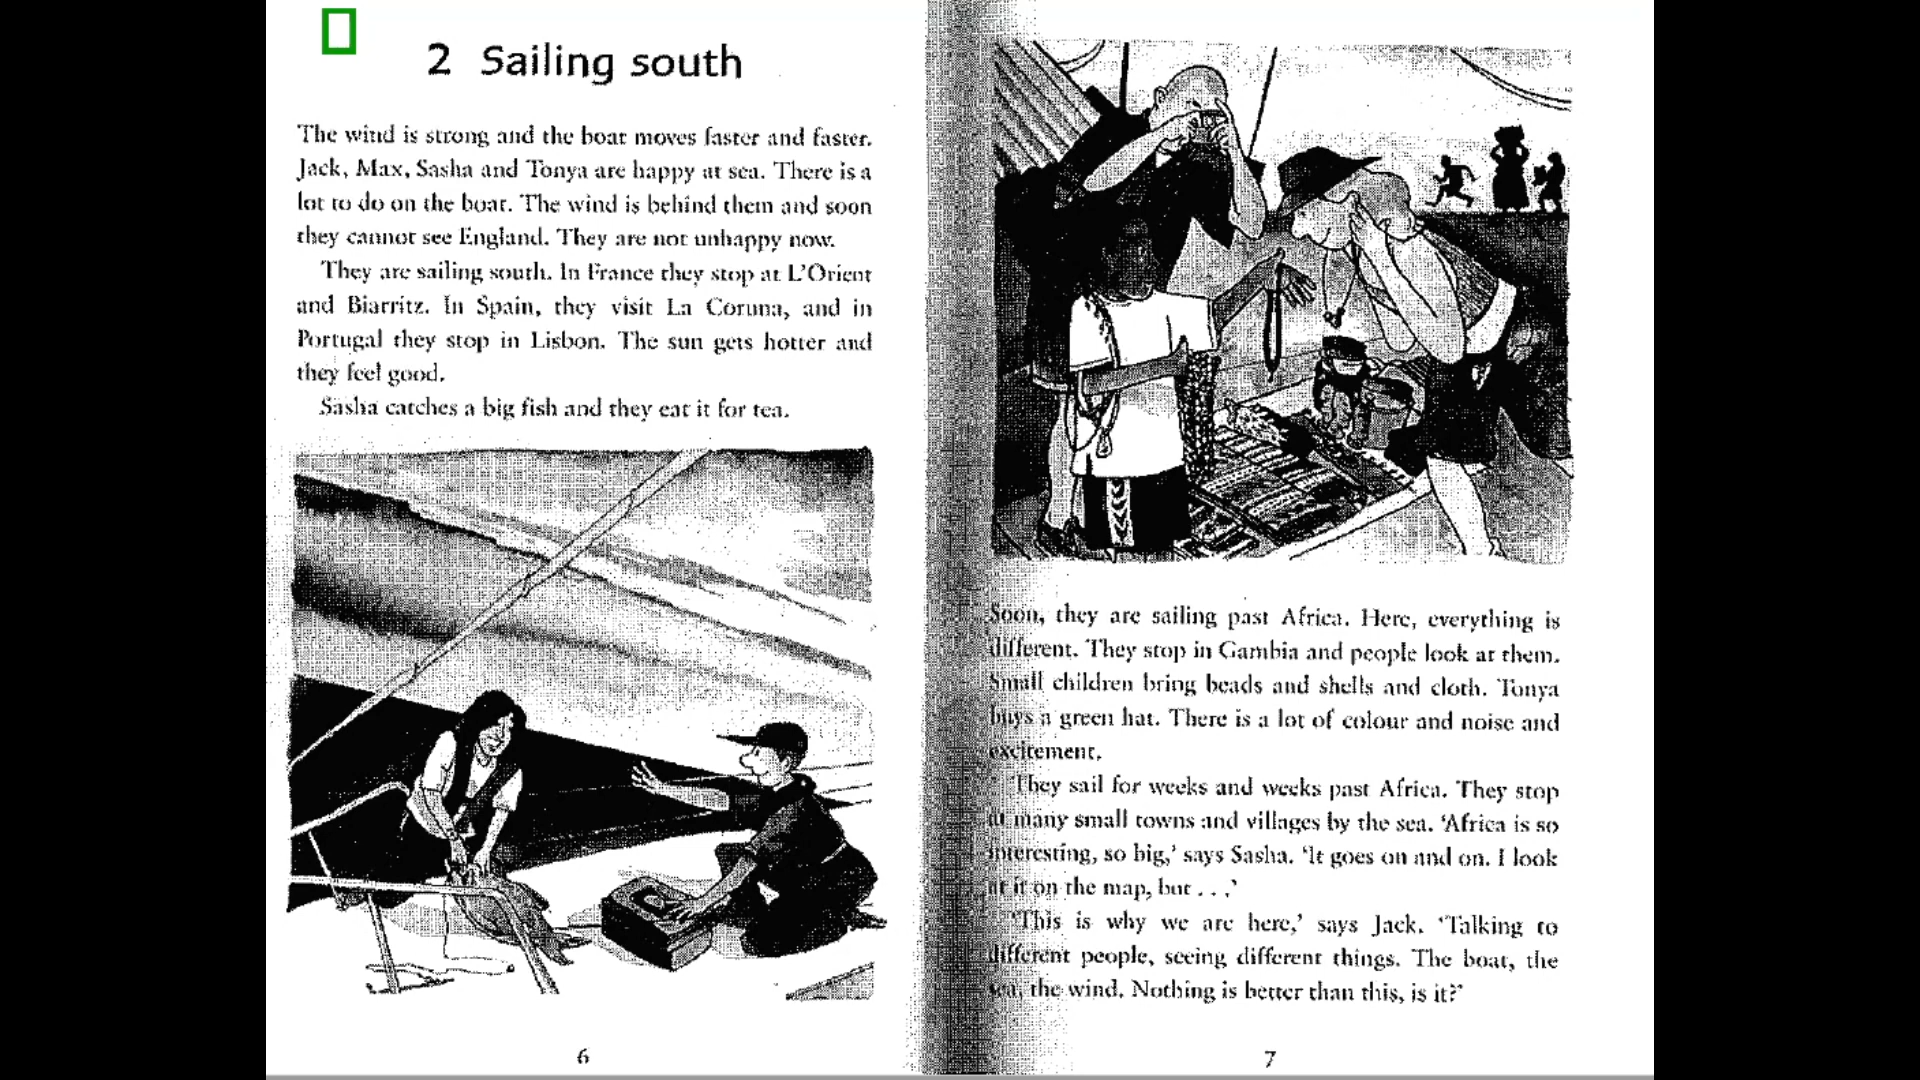 2 Sailing south
The wind is strong and the boat moves faster and faster.
Jack, Max, Sasha and Tonya are happy at sea. There is a
lot to do on the boat. The wind is behind them and soon
they cannot see England. They are not unhappy now.
They are sailing south. In France they stop at L'Orient
and Biarritz. In Spain, they visit La Coruna, and in
Portugal they stop in Lisbon. The sun gets hotter and
they feel good.
Sasha catches a big fish and they eat it for tea.
6
Soon, they are sailing past Africa. Here, everything is
different. They stop in Gambia and people look at them.
Small children bring beads and shells and cloth. Tonya
buys a green hat. There is a lot of colour and noise and
excitement.
They sail for weeks and weeks past Africa. They stop
at many small towns and villages by the sea. 'Africa is so
interesting, so big,' says Sasha. 'It goes on and on. I look
at it on the map, but . . .'
'This is why we are here,' says Jack. 'Talking to
different people, seeing different things. The boat, the
sea, the wind. Nothing is better than this, is it?'
7